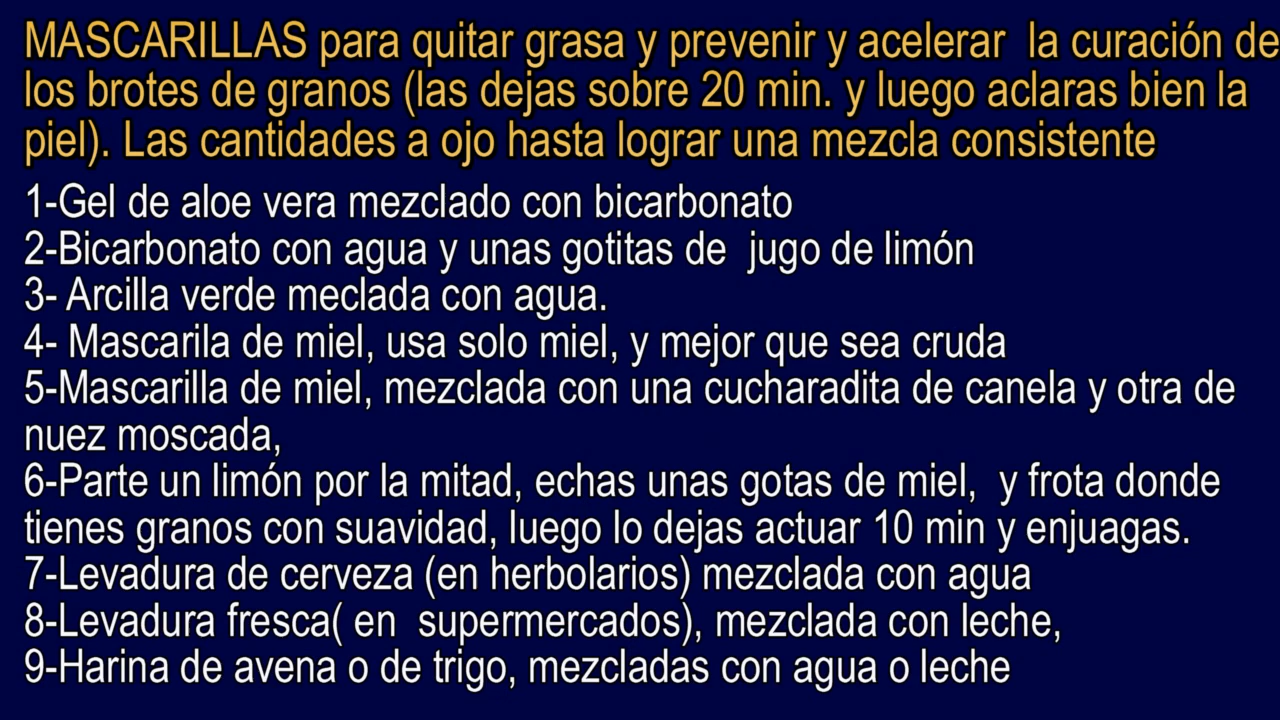 MASCARILLAS para quitar grasa y prevenir y acelerar la curación de
los brotes de granos (las dejas sobre 20 min. y luego aclaras bien la
piel). Las cantidades a ojo hasta lograr una mezcla consistente
1-Gel de aloe vera mezclado con bicarbonato
2-Bicarbonato con agua y unas gotitas de jugo de limón
3- Arcilla verde meclada con agua.
4- Mascarila de miel, usa solo miel, y mejor que sea cruda
5-Mascarilla de miel, mezclada con una cucharadita de canela y otra de
nuez moscada,
6-Parte un limón por la mitad, echas unas gotas de miel, y frota donde
tienes granos con suavidad, luego lo dejas actuar 10 min y enjuagas.
7-Levadura de cerveza (en herbolarios) mezclada con agua
8-Levadura fresca( en supermercados), mezclada con leche,
9-Harina de avena o de trigo, mezcladas con agua o leche